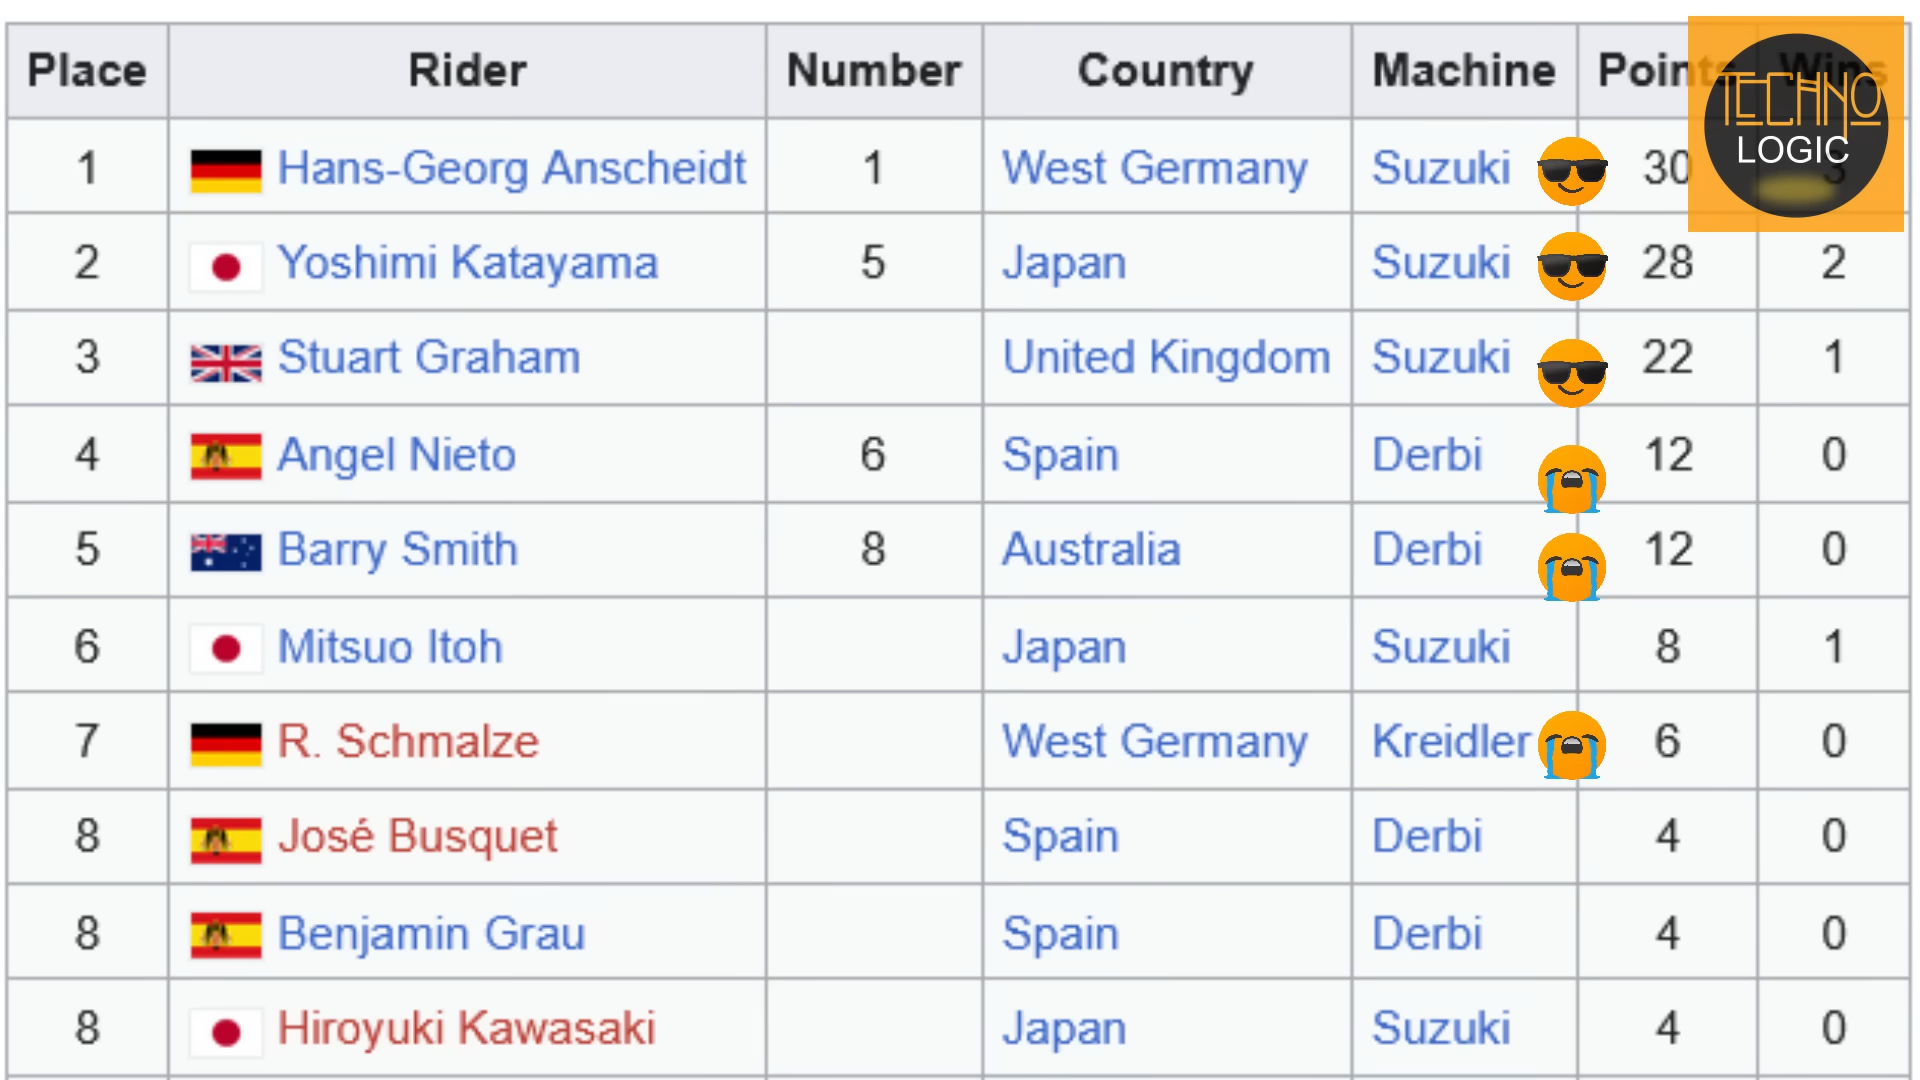 Place Rider Number Country Machine Points Wins
TECHNO
LOGIC
1 Hans-Georg Anscheidt 1 West Germany Suzuki 30 3
2 Yoshimi Katayama 5 Japan Suzuki 28 2
3 Stuart Graham United Kingdom Suzuki 22 1
4 Angel Nieto 6 Spain Derbi 12 0
5 Barry Smith 8 Australia Derbi 12 0
6 Mitsuo Itoh Japan Suzuki 8 1
7 R. Schmalze West Germany Kreidler 6 0
8 José Busquet Spain Derbi 4 0
8 Benjamin Grau Spain Derbi 4 0
8 Hiroyuki Kawasaki Japan Suzuki 4 0